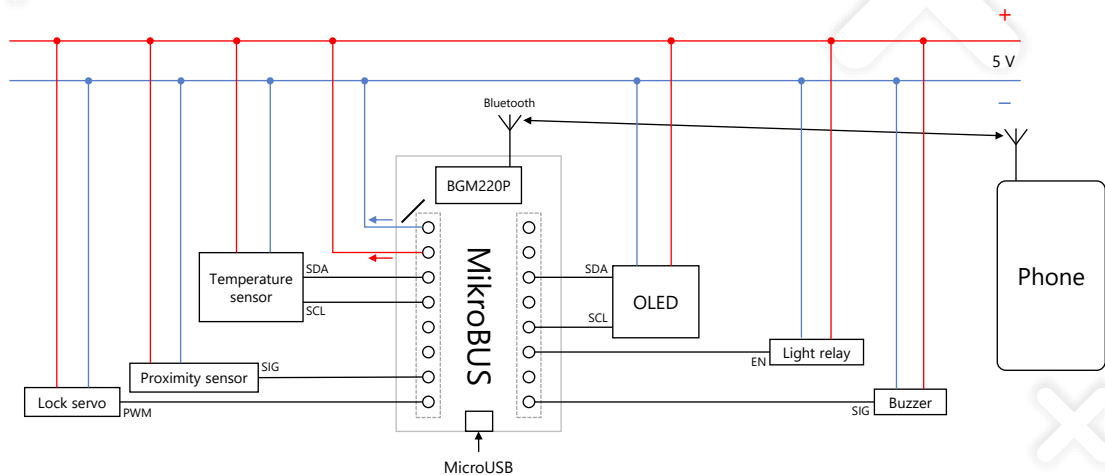 +
5 V
−
Bluetooth
BGM220P
MikroBUS
Temperature
sensor
SDA
SCL
SDA
SCL
OLED
Phone
Proximity sensor
SIG
EN
Light relay
Lock servo
PWM
SIG
Buzzer
MicroUSB